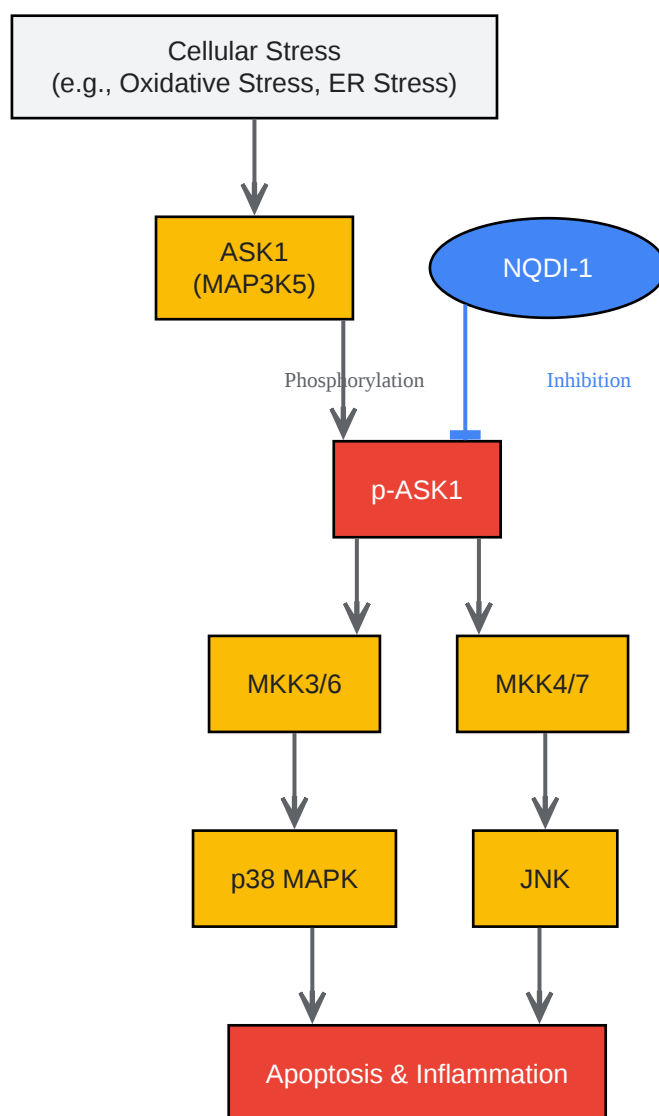 Cellular Stress
(e.g., Oxidative Stress, ER Stress)
ASK1
(MAP3K5)
NQDI-1
Phosphorylation
Inhibition
p-ASK1
MKK3/6
MKK4/7
p38 MAPK
JNK
Apoptosis & Inflammation